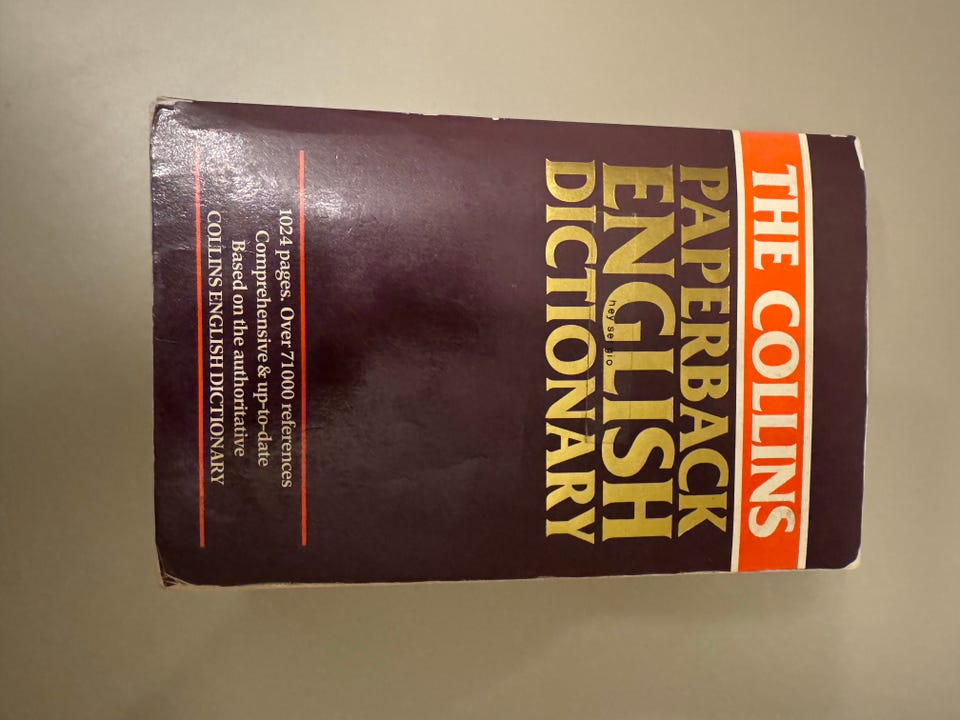 THE COLLINS
PAPERBACK
ENGLISH
DICTIONARY
1024 pages. Over 71000 references
Comprehensive & up-to-date
Based on the authoritative
COLLINS ENGLISH DICTIONARY